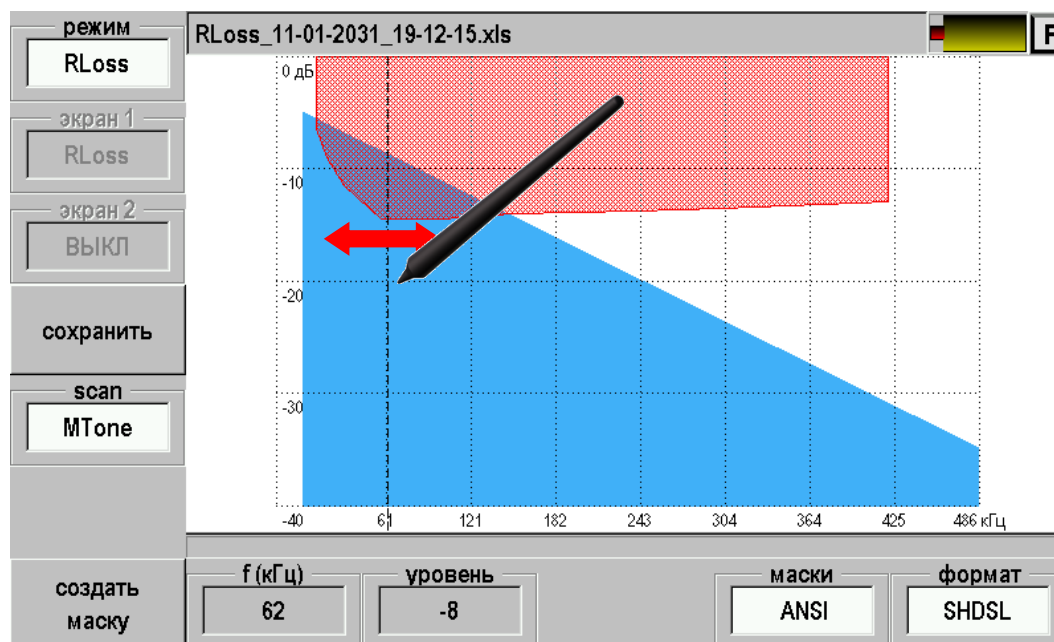 режим
RLoss
RLoss_11-01-2031_19-12-15.xls
F
экран 1
RLoss
экран 2
ВЫКЛ
сохранить
scan
MTone
создать
маску
0 дБ
-10
-20
-30
-40 61 121 182 243 304 364 425 486 кГц
f (кГц)
62
уровень
-8
маски
ANSI
формат
SHDSL